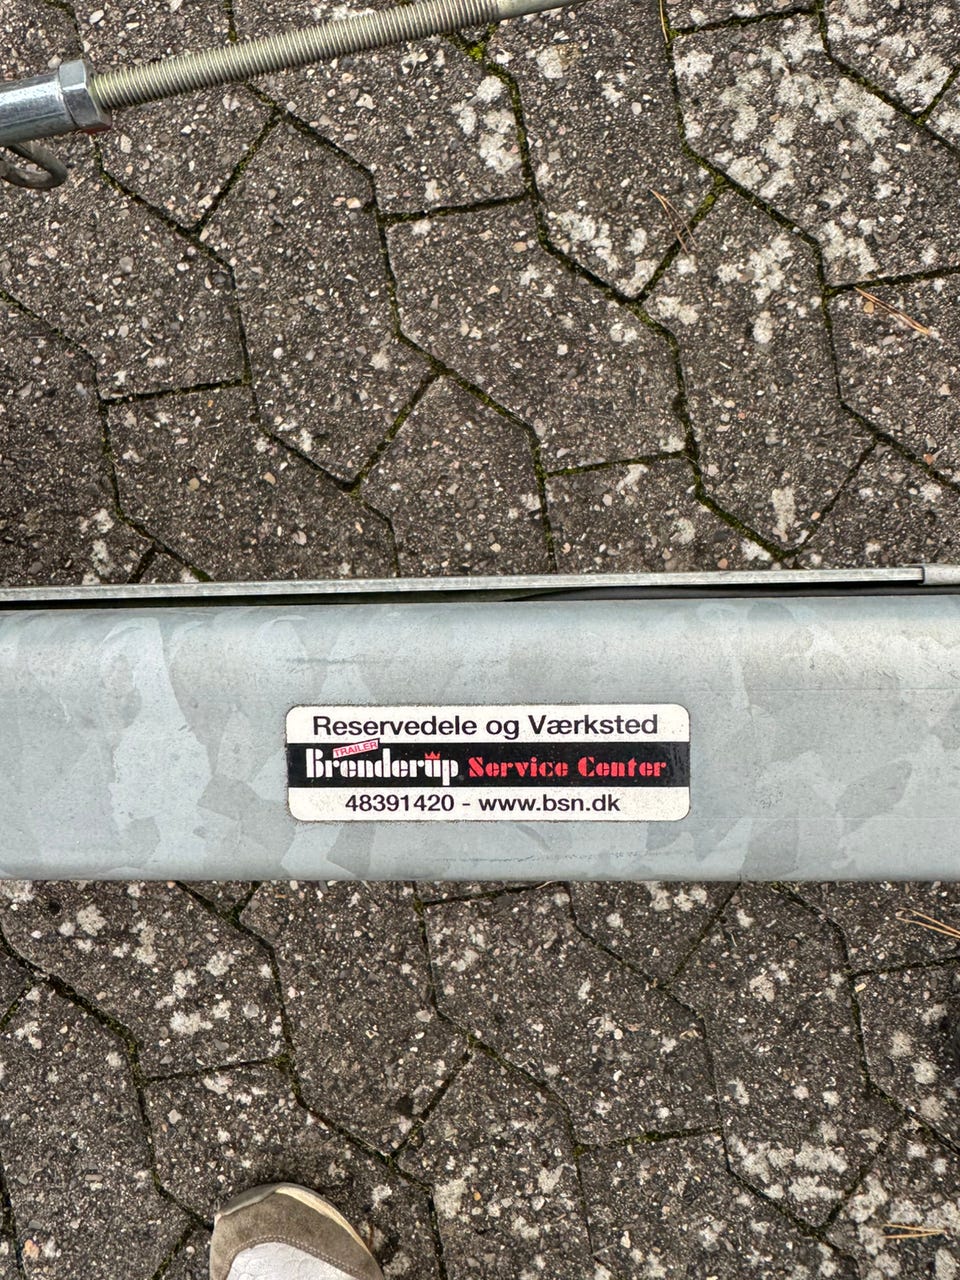 Reservedele og Værksted
TRAILER
Brenderup Service Center
48391420 - www.bsn.dk